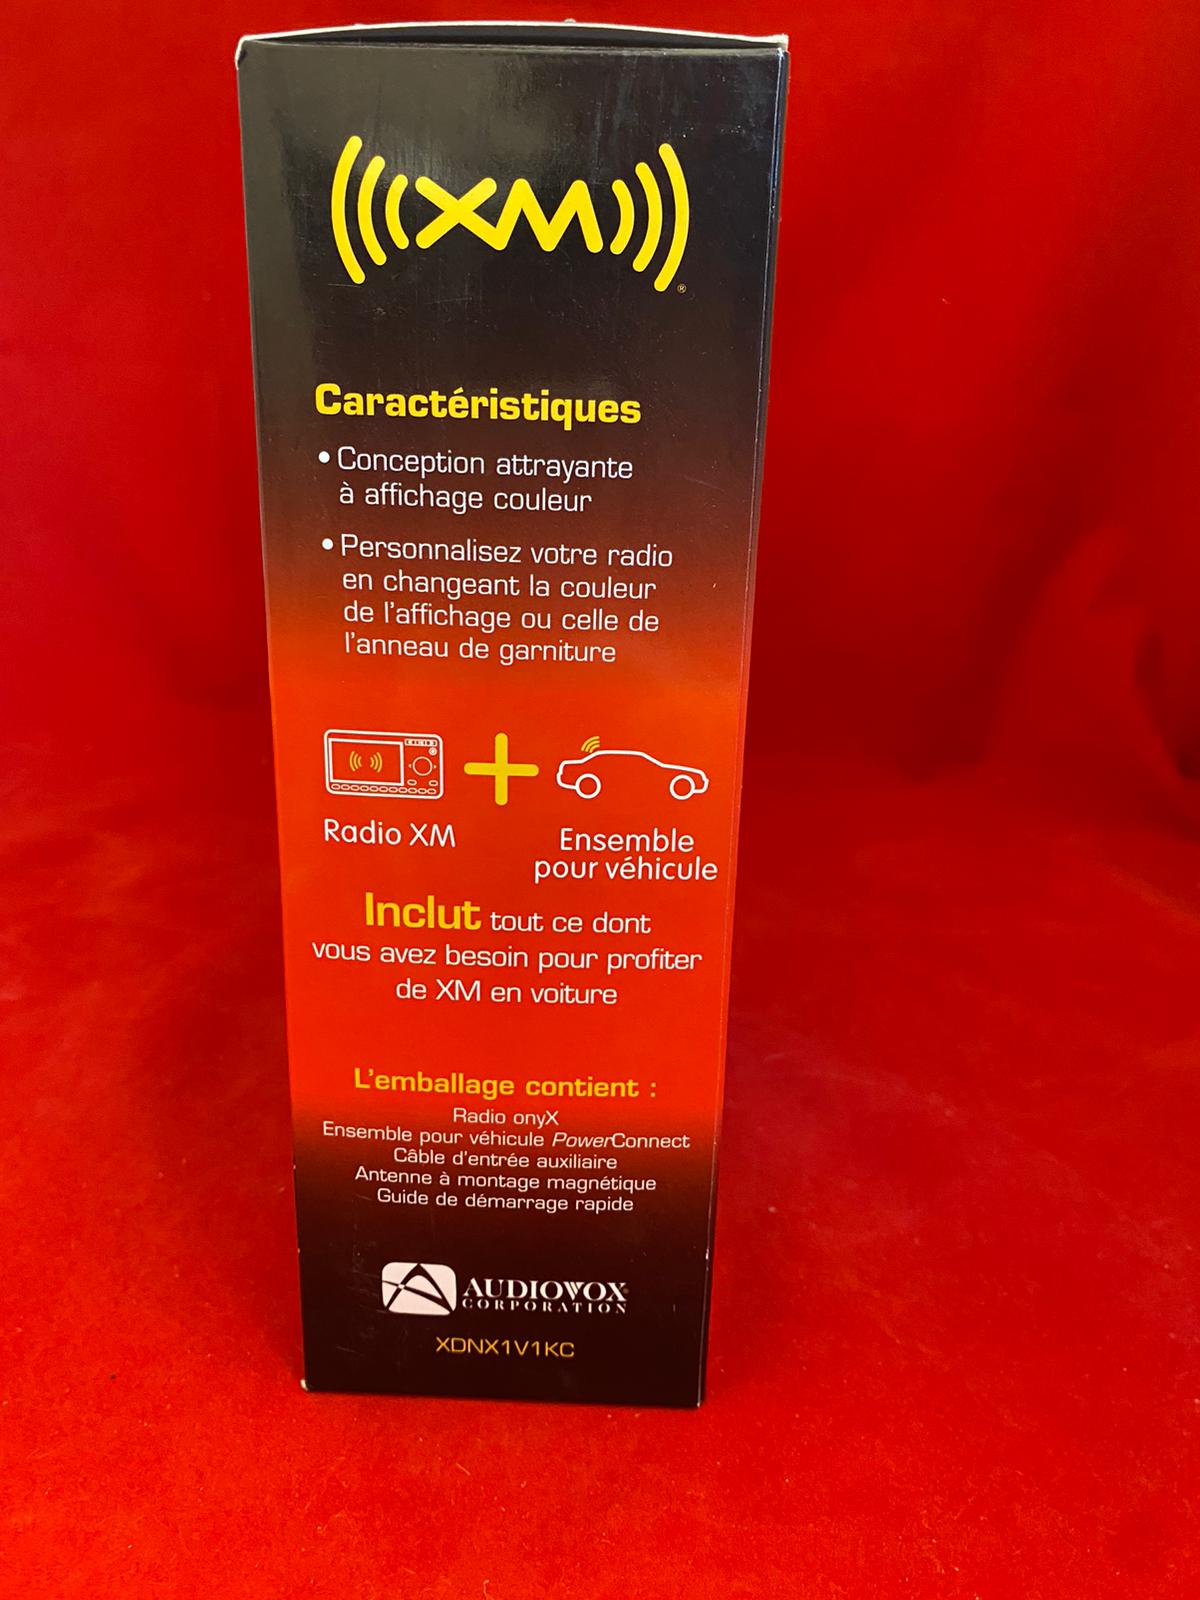 XM®
Caractéristiques
• Conception attrayante
à affichage couleur
• Personnalisez votre radio
en changeant la couleur
de l'affichage ou celle de
l'anneau de garniture
Radio XM
Ensemble
pour véhicule
Inclut tout ce dont
vous avez besoin pour profiter
de XM en voiture
L'emballage contient :
Radio onyX
Ensemble pour véhicule PowerConnect
Câble d'entrée auxiliaire
Antenne à montage magnétique
Guide de démarrage rapide
AUDIOVOX
CORPORATION
XDNX1V1KC